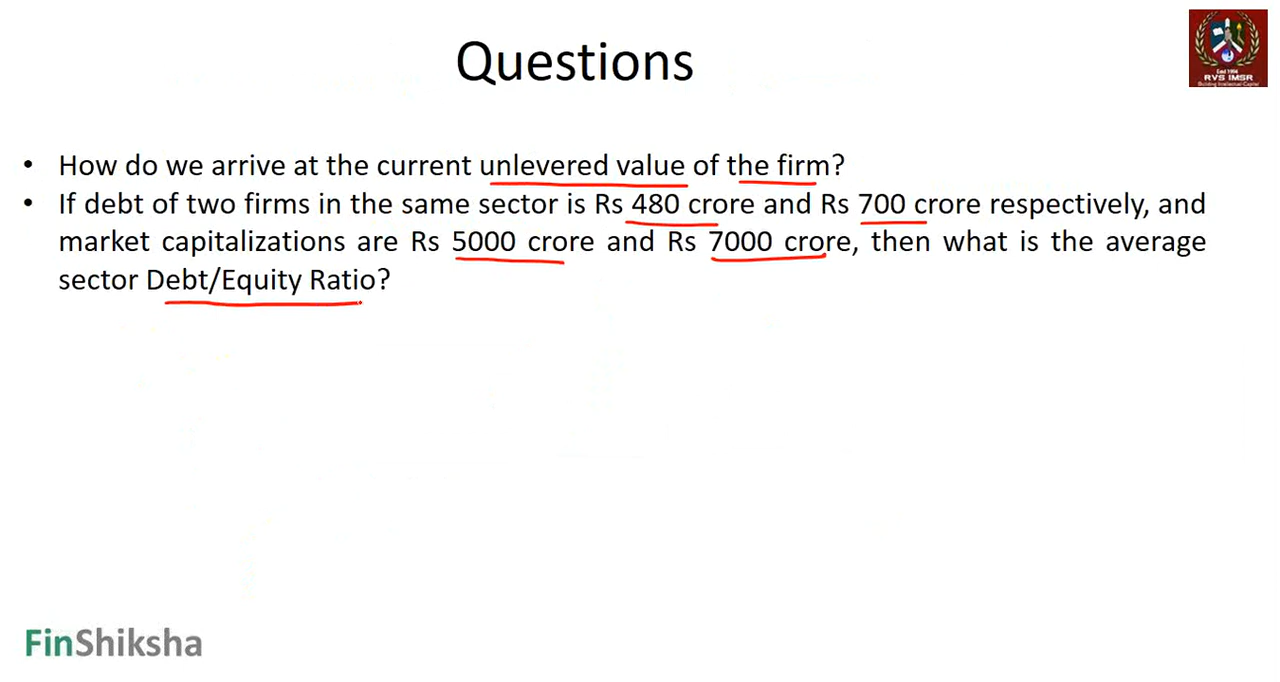 Questions
RVS IMSR
• How do we arrive at the current unlevered value of the firm?
• If debt of two firms in the same sector is Rs 480 crore and Rs 700 crore respectively, and
market capitalizations are Rs 5000 crore and Rs 7000 crore, then what is the average
sector Debt/Equity Ratio?
FinShiksha